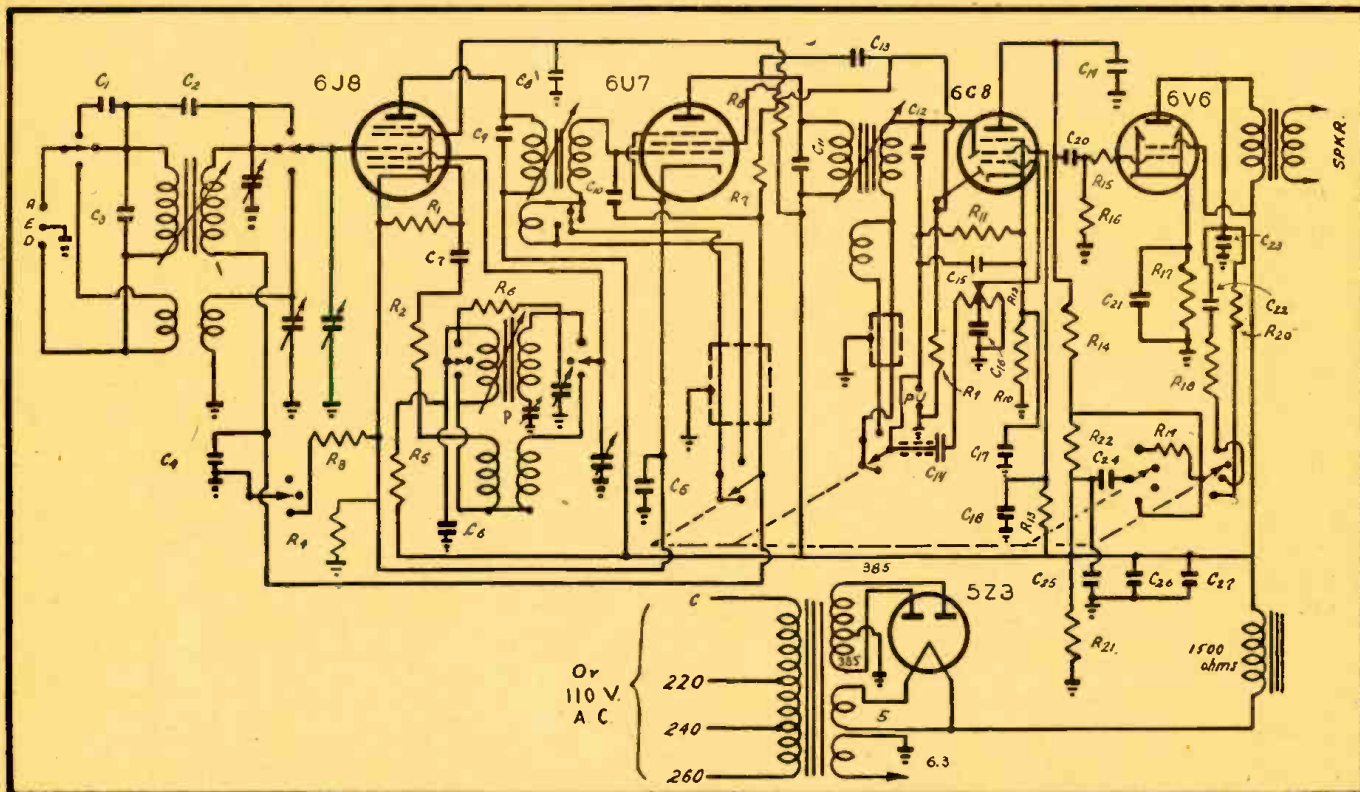 6J8
6U7
6G8
6V6
C1
C2
C13
C19
C8
R8
C12
C9
C20
A
E
D
C3
R1
C10
R7
C11
R15
R16
SPKR.
C7
R11
C23
R2
R6
C15
R12
C21
R17
C22
R20
R14
C16
P
P.U
R9
R10
R18
C4
R3
R5
C5
C14
C17
R22
C24
R19
R4
C6
C18
R13
385
5Z3
C25
C26
C27
C
385
R21
1500
ohms
Or
110 V.
A.C.
220
5
240
6.3
260